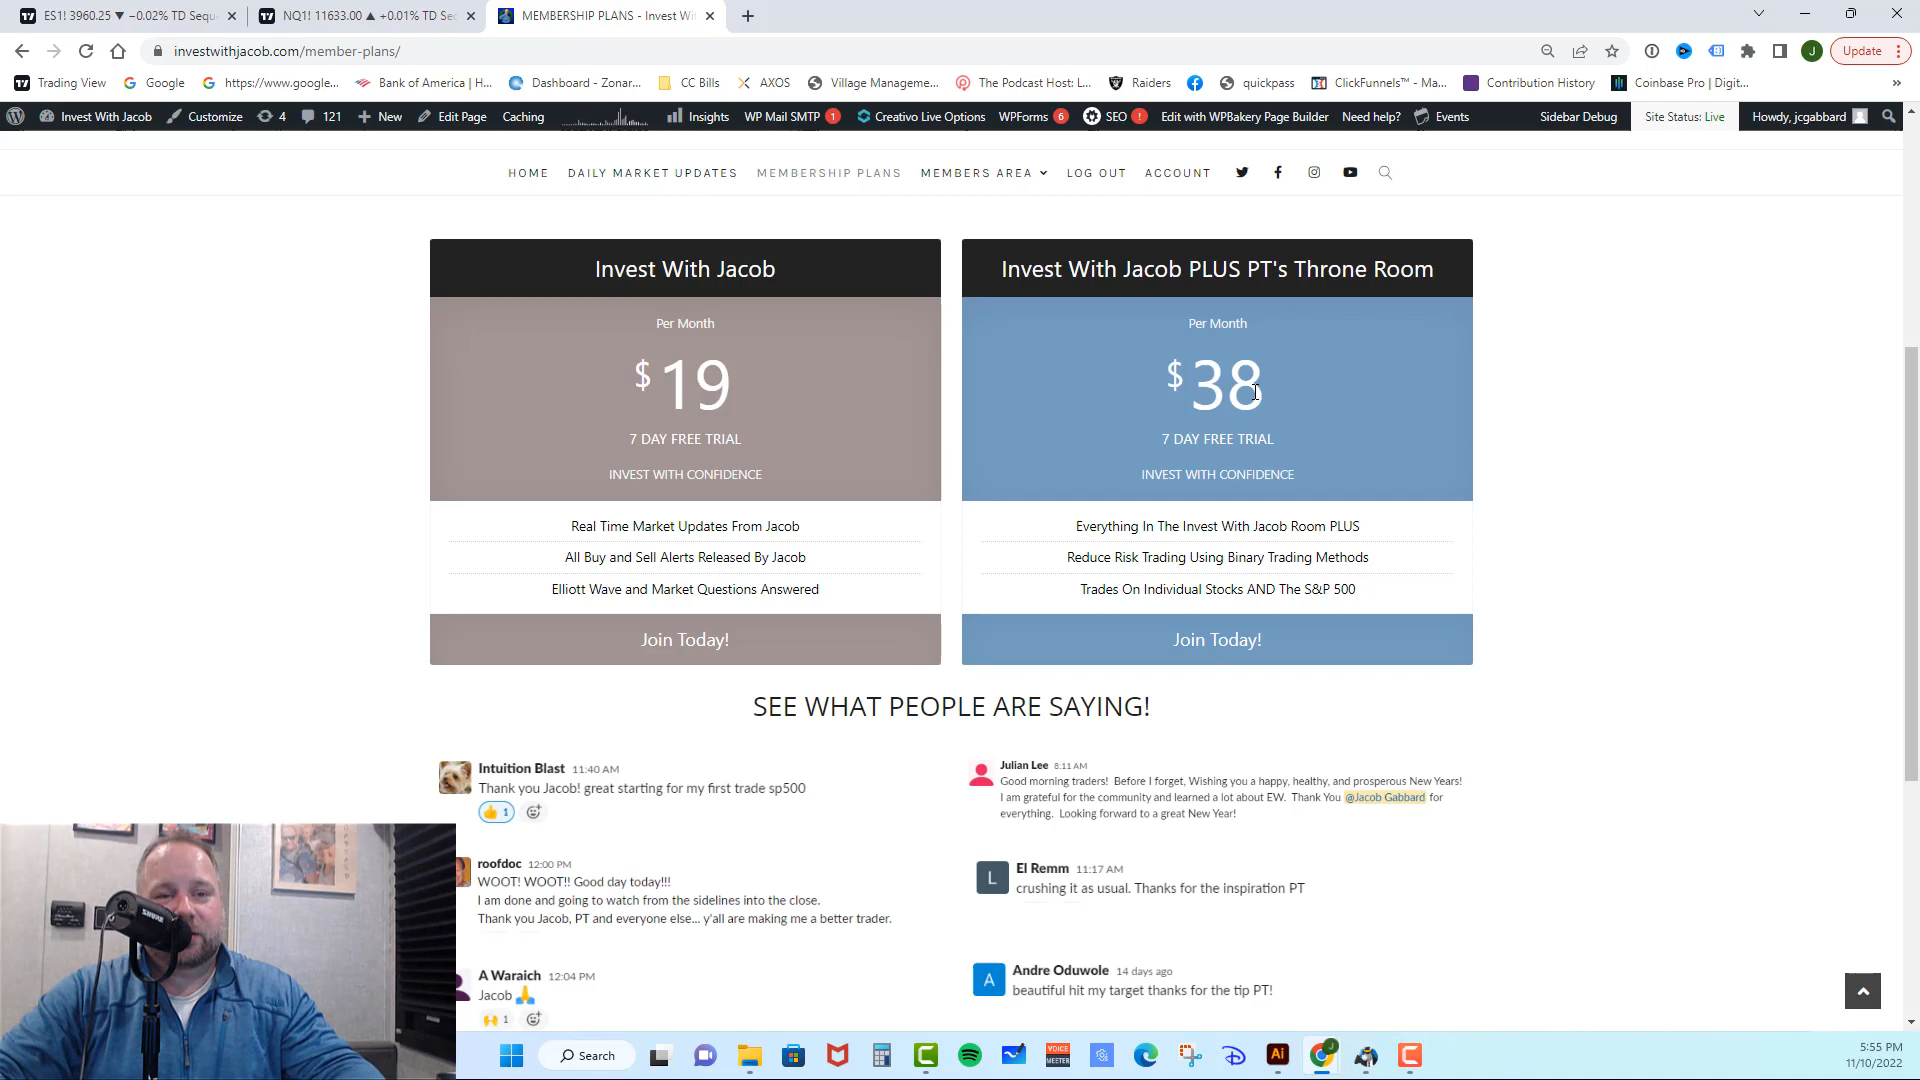 ES1! 3960.25 ▼ −0.02% TD Sequ
NQ1! 11633.00 ▲ +0.01% TD Seq
MEMBERSHIP PLANS - Invest Wit
investwithjacob.com/member-plans/
Update
Trading View
Google
https://www.google...
Bank of America | H...
Dashboard - Zonar...
CC Bills
AXOS
Village Manageme...
The Podcast Host: L...
Raiders
quickpass
ClickFunnels™ - Ma...
Contribution History
Coinbase Pro | Digit...
Invest With Jacob
Customize
4
121
New
Edit Page
Caching
Insights
WP Mail SMTP 1
Creativo Live Options
WPForms 6
SEO !
Edit with WPBakery Page Builder
Need help?
Events
Sidebar Debug
Site Status: Live
Howdy, jcgabbard
HOME
DAILY MARKET UPDATES
MEMBERSHIP PLANS
MEMBERS AREA
LOG OUT
ACCOUNT
Invest With Jacob
Per Month
$19
7 DAY FREE TRIAL
INVEST WITH CONFIDENCE
Real Time Market Updates From Jacob
All Buy and Sell Alerts Released By Jacob
Elliott Wave and Market Questions Answered
Join Today!
Invest With Jacob PLUS PT's Throne Room
Per Month
$38
7 DAY FREE TRIAL
INVEST WITH CONFIDENCE
Everything In The Invest With Jacob Room PLUS
Reduce Risk Trading Using Binary Trading Methods
Trades On Individual Stocks AND The S&P 500
Join Today!
SEE WHAT PEOPLE ARE SAYING!
Intuition Blast 11:40 AM
Thank you Jacob! great starting for my first trade sp500
👍 1
roofdoc 12:00 PM
WOOT! WOOT!! Good day today!!!
I am done and going to watch from the sidelines into the close.
Thank you Jacob, PT and everyone else... y'all are making me a better trader.
A Waraich 12:04 PM
Jacob 🙏
🙌 1
Julian Lee 8:11 AM
Good morning traders! Before I forget, Wishing you a happy, healthy, and prosperous New Years!
I am grateful for the community and learned a lot about EW. Thank You @Jacob Gabbard for
everything. Looking forward to a great New Year!
L
El Remm 11:17 AM
crushing it as usual. Thanks for the inspiration PT
A
Andre Oduwole 14 days ago
beautiful hit my target thanks for the tip PT!
SHURE
Search
VOICE
MEETER
Ai
5:55 PM
11/10/2022